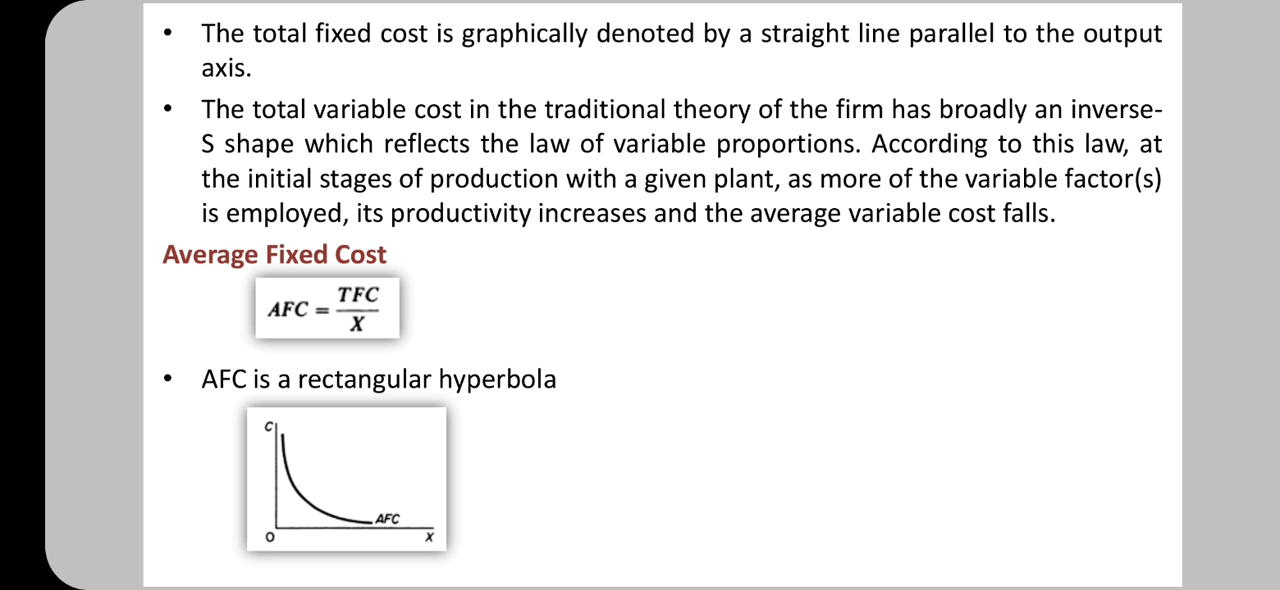 • The total fixed cost is graphically denoted by a straight line parallel to the output
axis.
• The total variable cost in the traditional theory of the firm has broadly an inverse-
S shape which reflects the law of variable proportions. According to this law, at
the initial stages of production with a given plant, as more of the variable factor(s)
is employed, its productivity increases and the average variable cost falls.
Average Fixed Cost
AFC = TFC
X
• AFC is a rectangular hyperbola
C
AFC
O
X